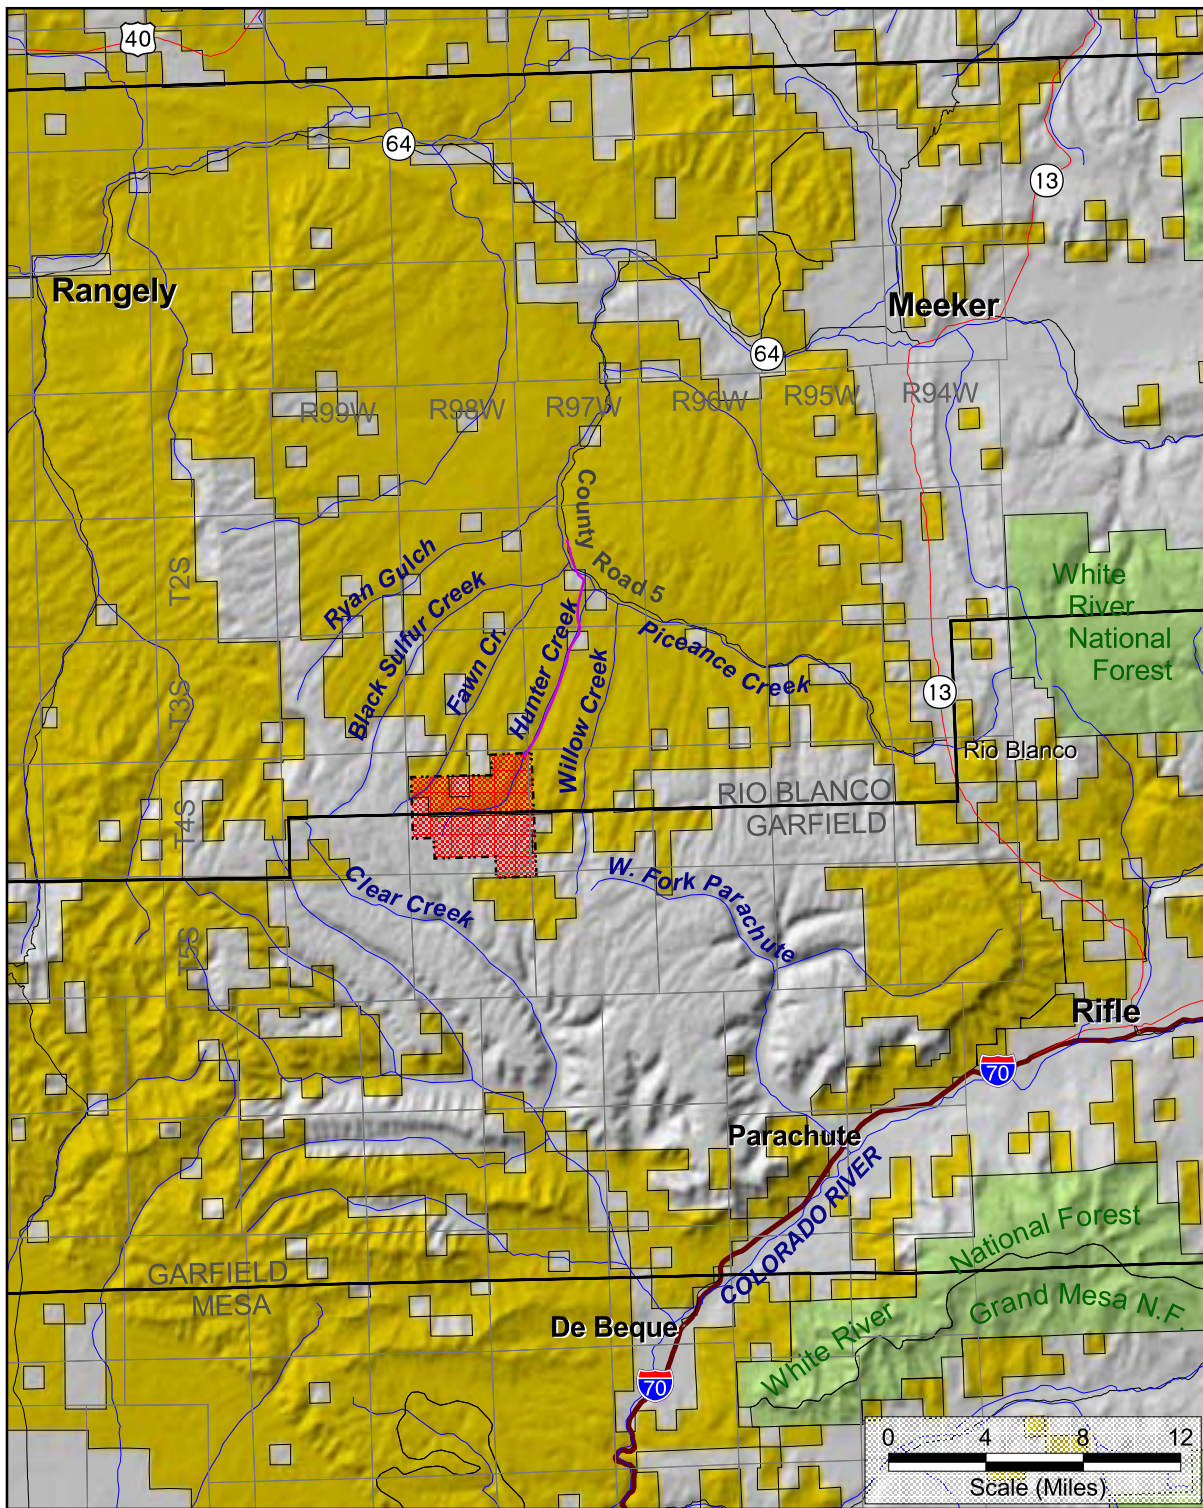 40
64
13
Rangely
Meeker
64
R99W
R98W
R97W
R96W
R95W
R94W
County Road 5
T2S
Ryan Gulch
Black Sulfur Creek
Fawn Cr.
Hunter Creek
Willow Creek
Piceance Creek
White
River
National
Forest
T3S
13
Rio Blanco
RIO BLANCO
GARFIELD
T4S
Clear Creek
W. Fork Parachute
T5S
Rifle
70
Parachute
COLORADO RIVER
National Forest
GARFIELD
MESA
Grand Mesa N.F.
White River
De Beque
70
0 4 8 12
Scale (Miles)